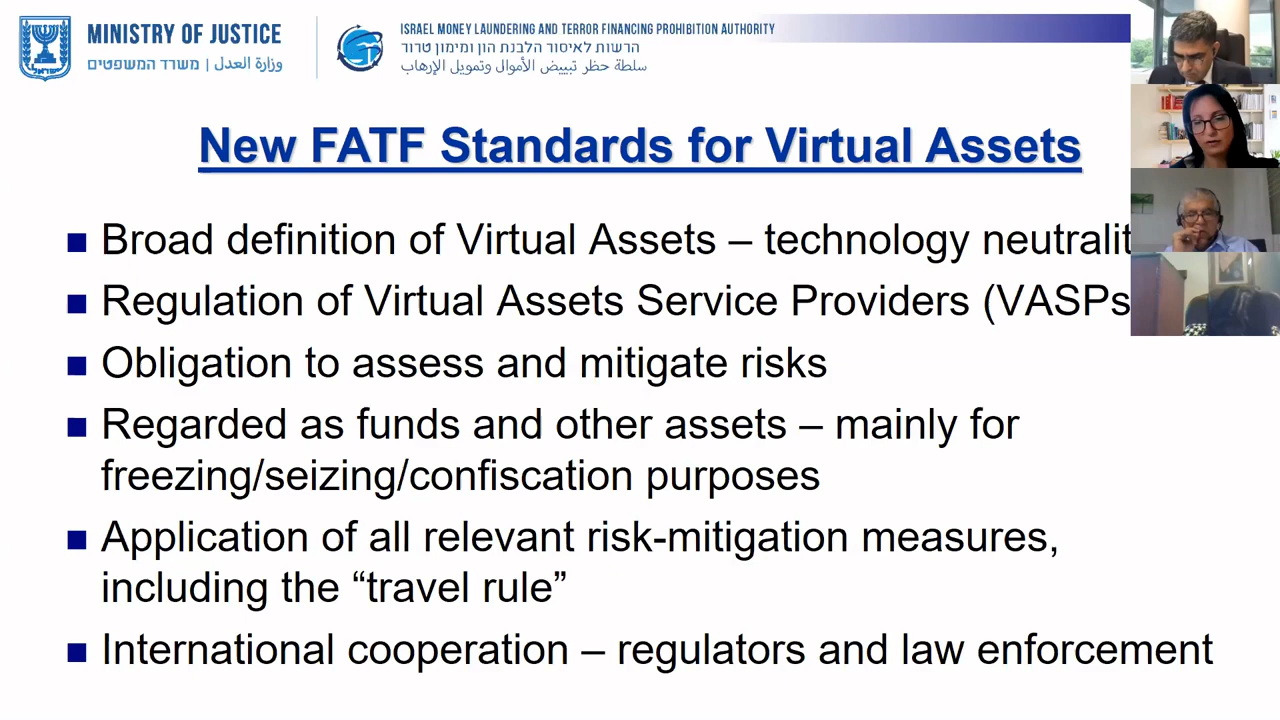 MINISTRY OF JUSTICE
משרד המשפטים | وزارة العدل
ISRAEL MONEY LAUNDERING AND TERROR FINANCING PROHIBITION AUTHORITY
הרשות לאיסור הלבנת הון ומימון טרור
سلطة حظر تبييض الأموال وتمويل الإرهاب
New FATF Standards for Virtual Assets
Broad definition of Virtual Assets – technology neutralit
Regulation of Virtual Assets Service Providers (VASPs
Obligation to assess and mitigate risks
Regarded as funds and other assets – mainly for
freezing/seizing/confiscation purposes
Application of all relevant risk-mitigation measures,
including the “travel rule”
International cooperation – regulators and law enforcement